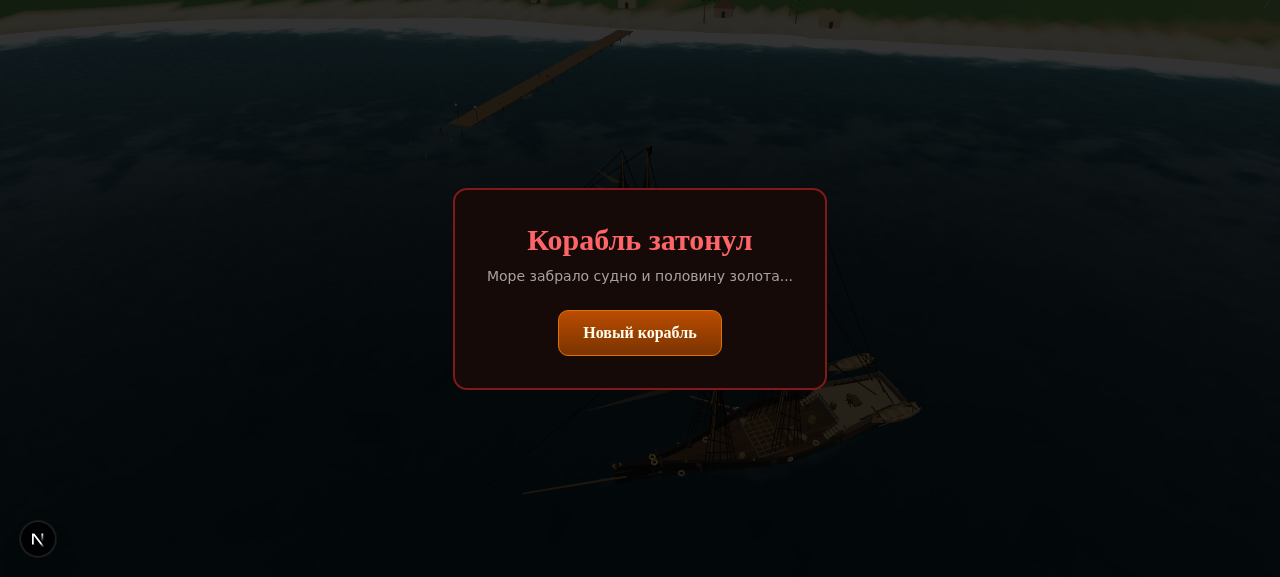 Корабль затонул
Море забрало судно и половину золота...
Новый корабль
N